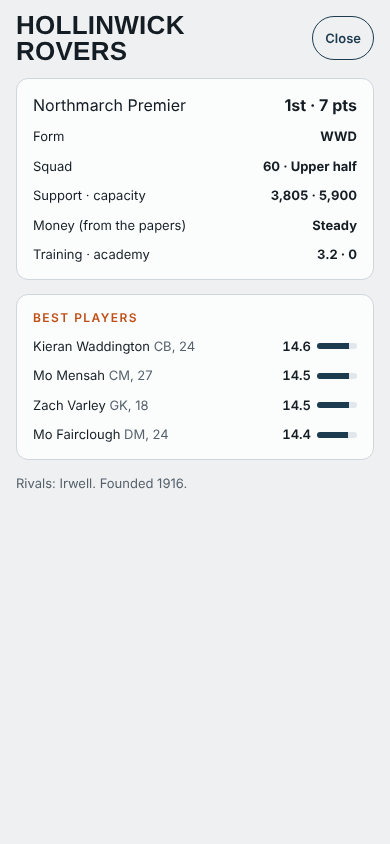 HOLLINWICK
ROVERS
Close
Northmarch Premier 1st · 7 pts
Form WWD
Squad 60 · Upper half
Support · capacity 3,805 · 5,900
Money (from the papers) Steady
Training · academy 3.2 · 0
BEST PLAYERS
Kieran Waddington CB, 24 14.6
Mo Mensah CM, 27 14.5
Zach Varley GK, 18 14.5
Mo Fairclough DM, 24 14.4
Rivals: Irwell. Founded 1916.